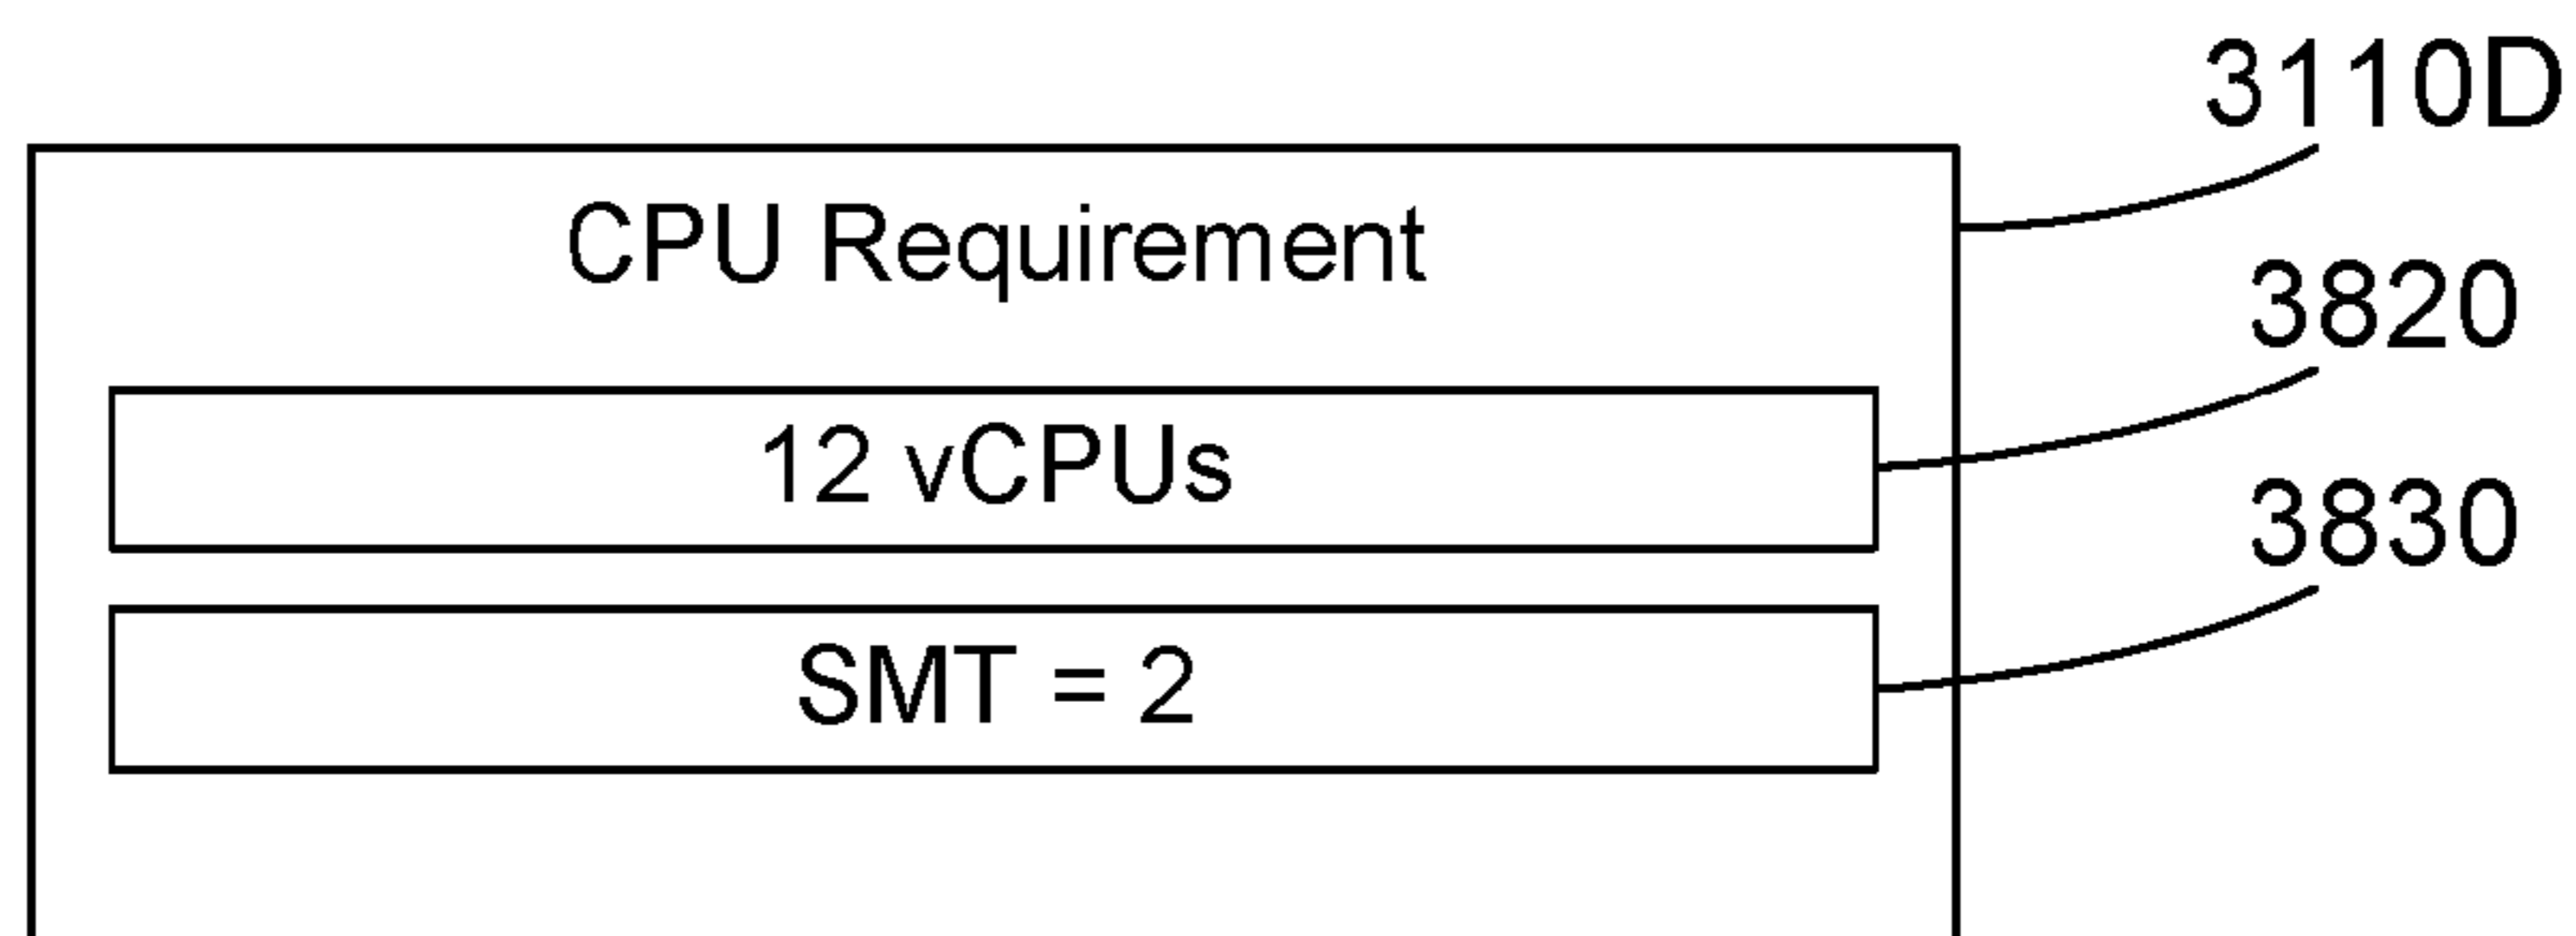 3110D
CPU Requirement
3820
12 vCPUs
3830
SMT = 2